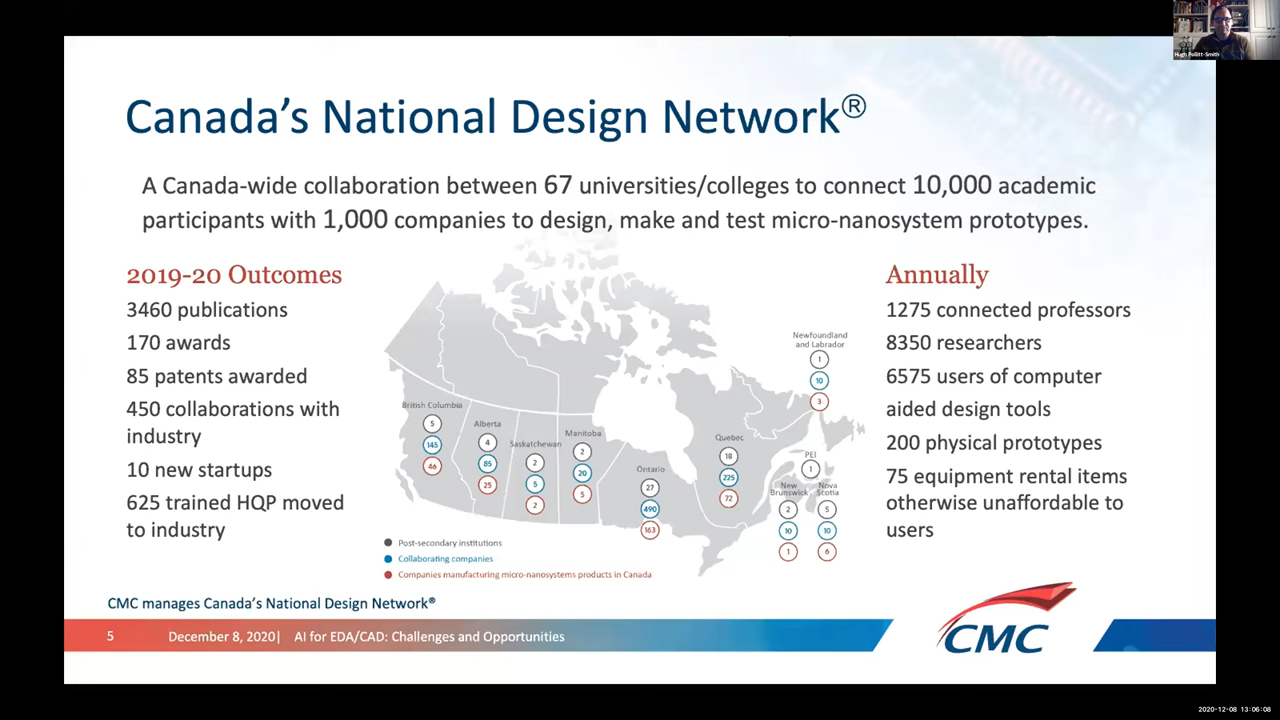 Hugh Pollitt-Smith
Canada's National Design Network®
A Canada-wide collaboration between 67 universities/colleges to connect 10,000 academic
participants with 1,000 companies to design, make and test micro-nanosystem prototypes.
2019-20 Outcomes
3460 publications
170 awards
85 patents awarded
450 collaborations with
industry
10 new startups
625 trained HQP moved
to industry
British Columbia
5
145
46
Alberta
4
85
25
Saskatchewan
2
5
2
Manitoba
2
20
5
Ontario
27
490
163
Quebec
18
225
72
Newfoundland
and Labrador
1
10
3
PEI
1
New
Brunswick
2
10
1
Nova
Scotia
5
10
6
Post-secondary institutions
Collaborating companies
Companies manufacturing micro-nanosystems products in Canada
Annually
1275 connected professors
8350 researchers
6575 users of computer
aided design tools
200 physical prototypes
75 equipment rental items
otherwise unaffordable to
users
CMC manages Canada's National Design Network®
5 December 8, 2020| AI for EDA/CAD: Challenges and Opportunities
CMC
2020-12-08 13:06:08